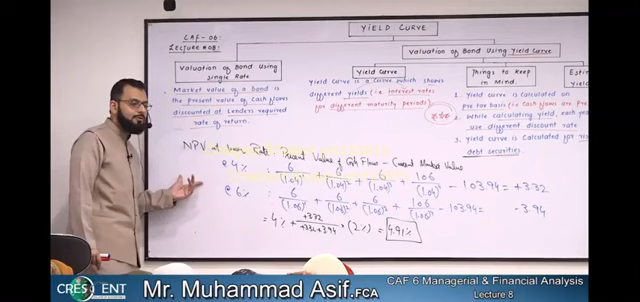 YIELD CURVE
CAF-06
LECTURE #08
Valuation of Bond Using Single Rate
Market value of a bond is
the Present value of Cash flows
discounted at Lenders required
rate of return.
Valuation of Bond Using Yield Curve
Yield Curve
Yield curve is a Curve which shows
different yields (i.e interest rates
for different maturity periods)
Things to Keep
in Mind
1. Yield curve is calculated on
Pre tax basis (i.e Cash flows are Pre
2. While calculating yield, each year
use different discount rate
3. Yield curve is Calculated for
debt securities.
NPV at Lower Rate Present Value of Cash Flows - Current Market Value
@ 4% : 6/(1.04)¹ + 6/(1.04)² + 6/(1.04)³ + 106/(1.04)⁴ - 103.94 = +3.32
@ 6% : 6/(1.06)¹ + 6/(1.06)² + 6/(1.06)³ + 106/(1.06)⁴ - 103.94 = -3.94
= 4% + +3.32/+3.32+3.94 × (2%) = 4.91%
CRESCENT
Mr. Muhammad Asif, FCA
CAF 6 Managerial & Financial Analysis
Lecture 8